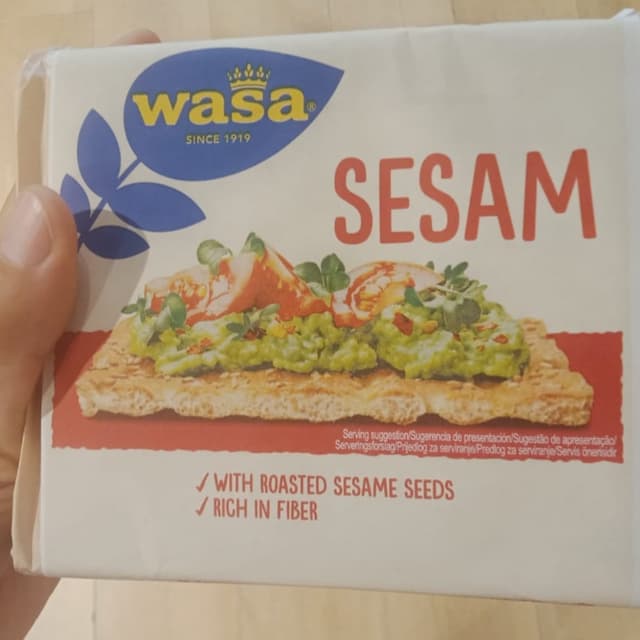 wasa®
SINCE 1919
SESAM
Serving suggestion/Sugerencia de presentación/Sugestão de apresentação/
Serveringsforslag/Prijedlog za serviranje/Predlog za serviranje/Servis önerisidir
✓ WITH ROASTED SESAME SEEDS
✓ RICH IN FIBER